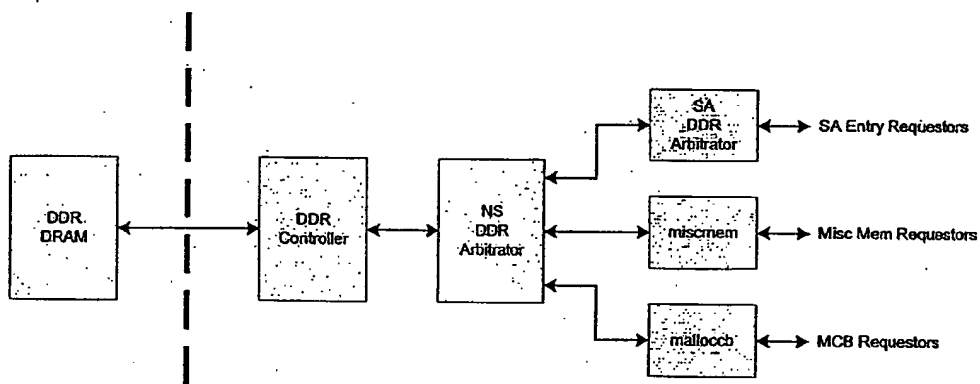 SA
DDR
Arbitrator
SA Entry Requestors
DDR
DRAM
DDR
Controller
NS
DDR
Arbitrator
miscmem
Misc Mem Requestors
malloccb
MCB Requestors